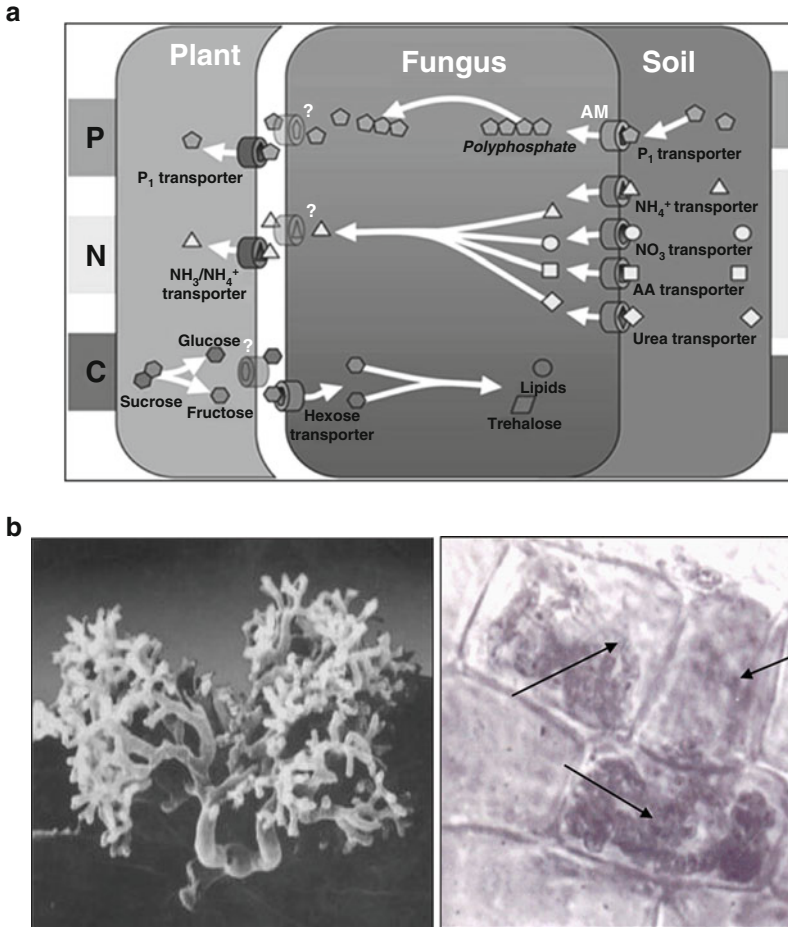 a
Plant
Fungus
Soil
P
?
AM
Polyphosphate
P₁ transporter
P₁ transporter
N
?
NH₄⁺ transporter
NO₃ transporter
AA transporter
Urea transporter
NH₃/NH₄⁺
transporter
C
Glucose
?
Sucrose
Fructose
Hexose
transporter
Lipids
Trehalose
b